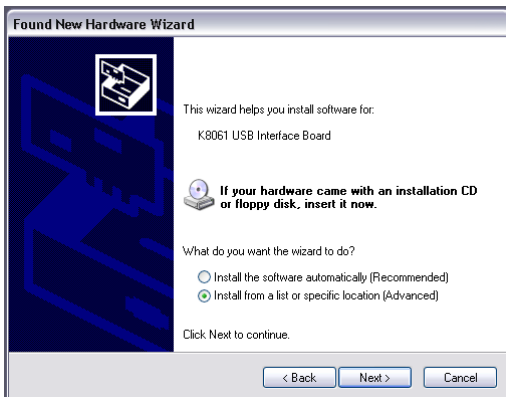 Found New Hardware Wizard
This wizard helps you install software for:
K8061 USB Interface Board
If your hardware came with an installation CD
or floppy disk, insert it now.
What do you want the wizard to do?
Install the software automatically (Recommended)
Install from a list or specific location (Advanced)
Click Next to continue.
< Back Next > Cancel